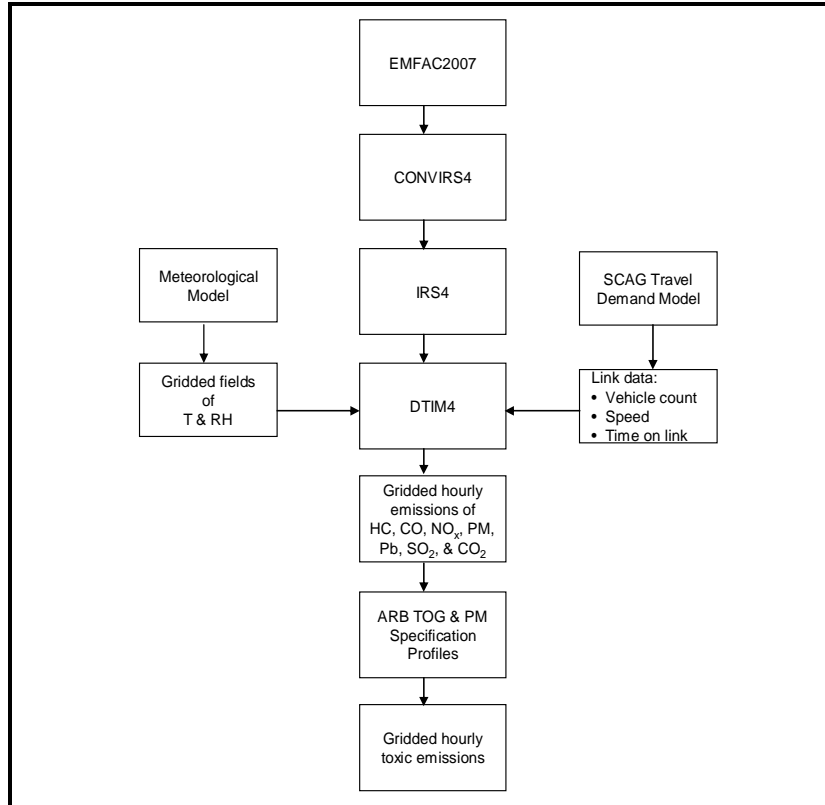 EMFAC2007
CONVIRS4
Meteorological
Model
IRS4
SCAG Travel
Demand Model
Gridded fields
of
T & RH
DTIM4
Link data:
• Vehicle count
• Speed
• Time on link
Gridded hourly
emissions of
HC, CO, NOx, PM,
Pb, SO2, & CO2
ARB TOG & PM
Specification
Profiles
Gridded hourly
toxic emissions